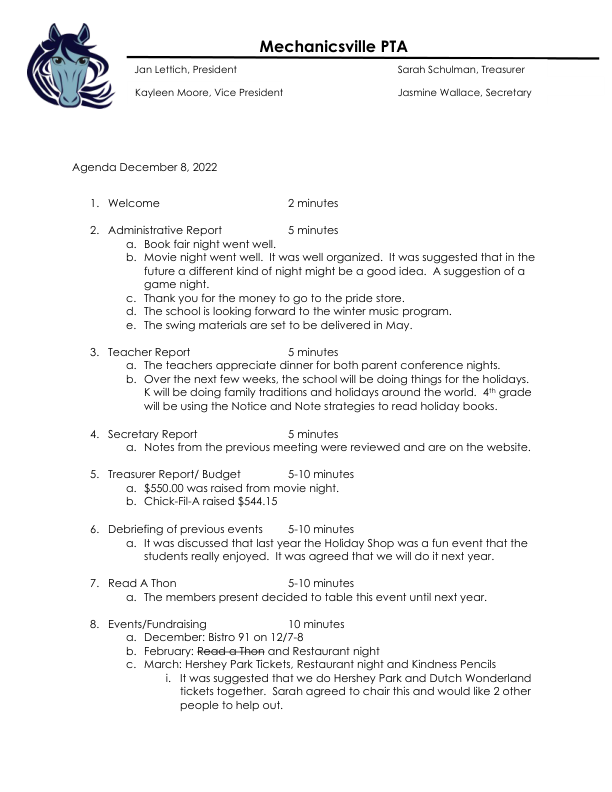 Mechanicsville PTA
Jan Lettich, President
Sarah Schulman, Treasurer
Kayleen Moore, Vice President
Jasmine Wallace, Secretary
Agenda December 8, 2022
1. Welcome 2 minutes
2. Administrative Report 5 minutes
a. Book fair night went well.
b. Movie night went well. It was well organized. It was suggested that in the
future a different kind of night might be a good idea. A suggestion of a
game night.
c. Thank you for the money to go to the pride store.
d. The school is looking forward to the winter music program.
e. The swing materials are set to be delivered in May.
3. Teacher Report 5 minutes
a. The teachers appreciate dinner for both parent conference nights.
b. Over the next few weeks, the school will be doing things for the holidays.
K will be doing family traditions and holidays around the world. 4th grade
will be using the Notice and Note strategies to read holiday books.
4. Secretary Report 5 minutes
a. Notes from the previous meeting were reviewed and are on the website.
5. Treasurer Report/ Budget 5-10 minutes
a. $550.00 was raised from movie night.
b. Chick-Fil-A raised $544.15
6. Debriefing of previous events 5-10 minutes
a. It was discussed that last year the Holiday Shop was a fun event that the
students really enjoyed. It was agreed that we will do it next year.
7. Read A Thon 5-10 minutes
a. The members present decided to table this event until next year.
8. Events/Fundraising 10 minutes
a. December: Bistro 91 on 12/7-8
b. February: Read a Thon and Restaurant night
c. March: Hershey Park Tickets, Restaurant night and Kindness Pencils
i. It was suggested that we do Hershey Park and Dutch Wonderland
tickets together. Sarah agreed to chair this and would like 2 other
people to help out.